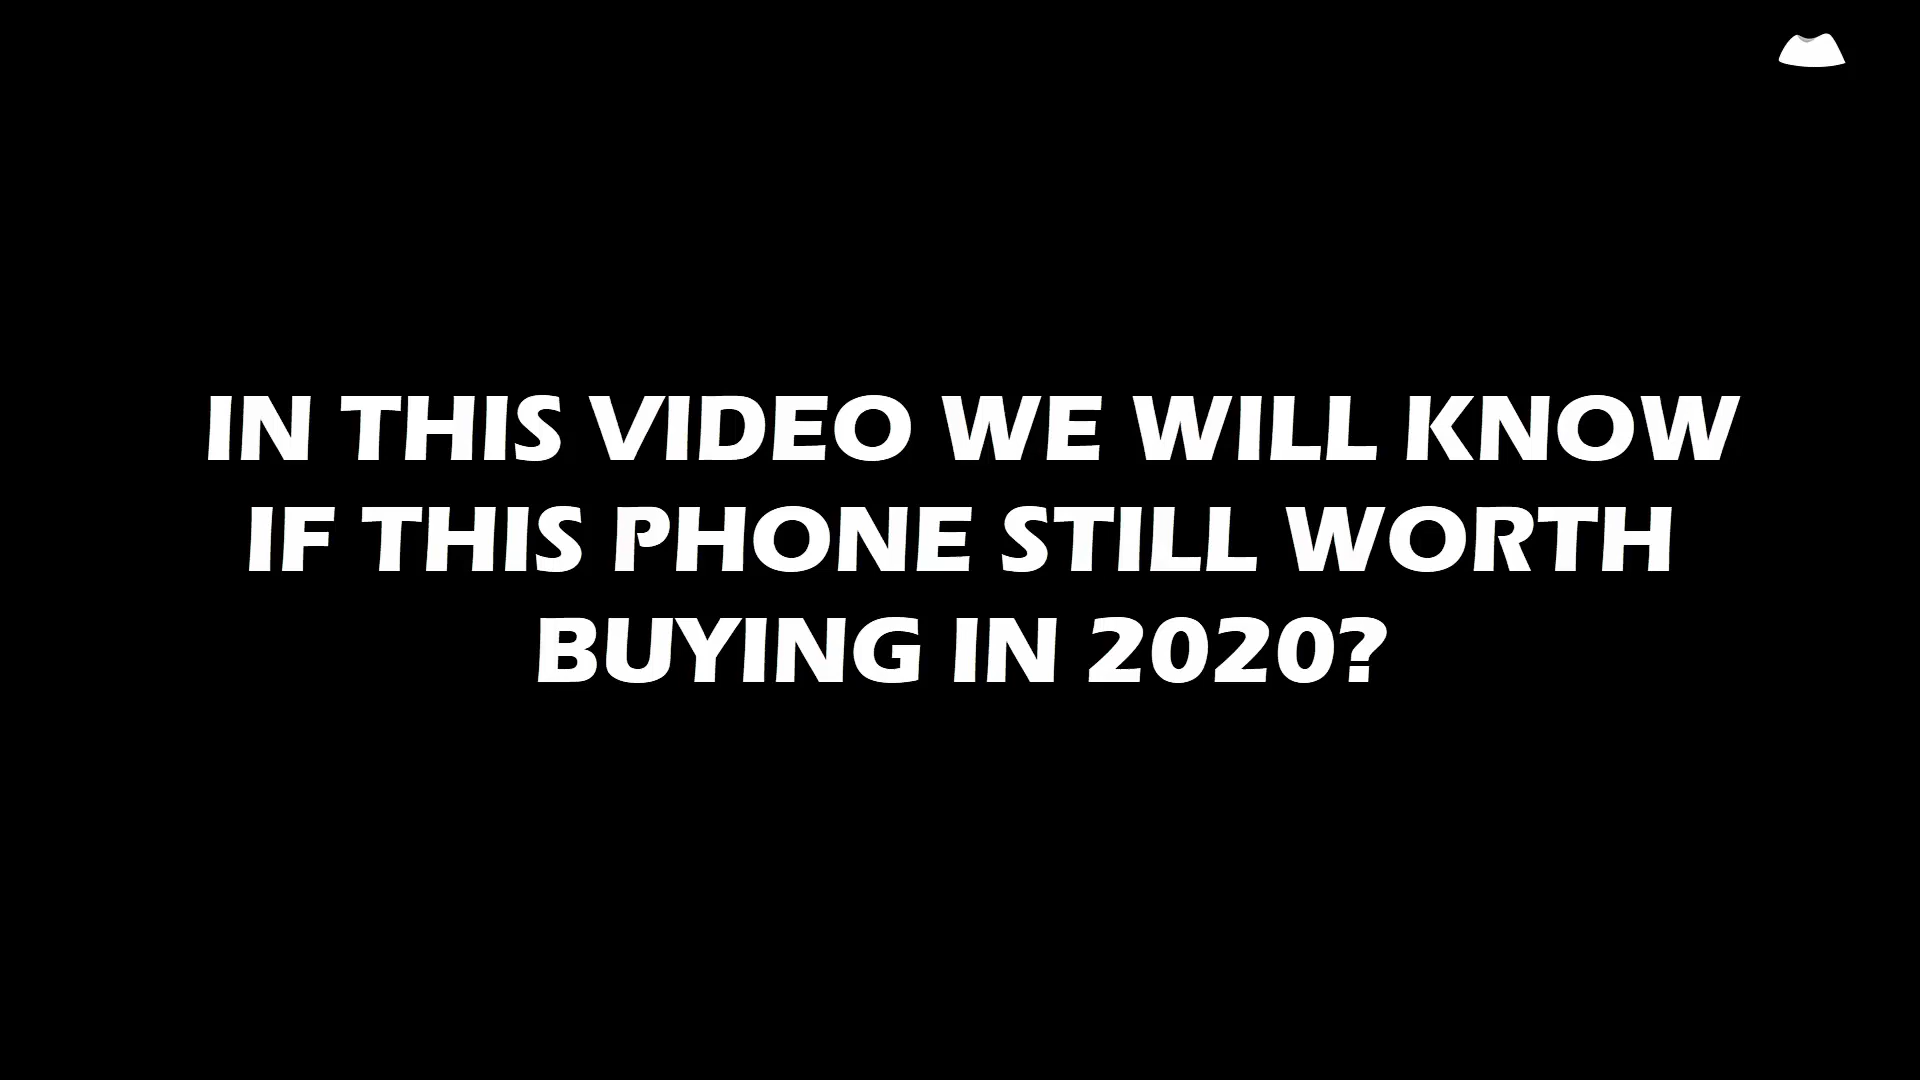 IN THIS VIDEO WE WILL KNOW
IF THIS PHONE STILL WORTH
BUYING IN 2020?